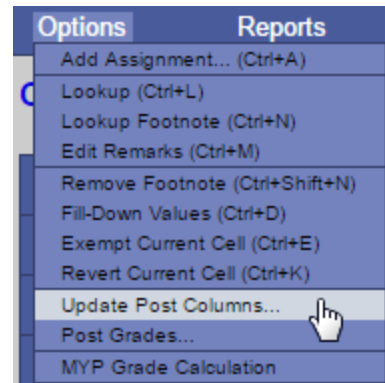 Options Reports
Add Assignment... (Ctrl+A)
Lookup (Ctrl+L)
Lookup Footnote (Ctrl+N)
Edit Remarks (Ctrl+M)
Remove Footnote (Ctrl+Shift+N)
Fill-Down Values (Ctrl+D)
Exempt Current Cell (Ctrl+E)
Revert Current Cell (Ctrl+K)
Update Post Columns...
Post Grades...
MYP Grade Calculation